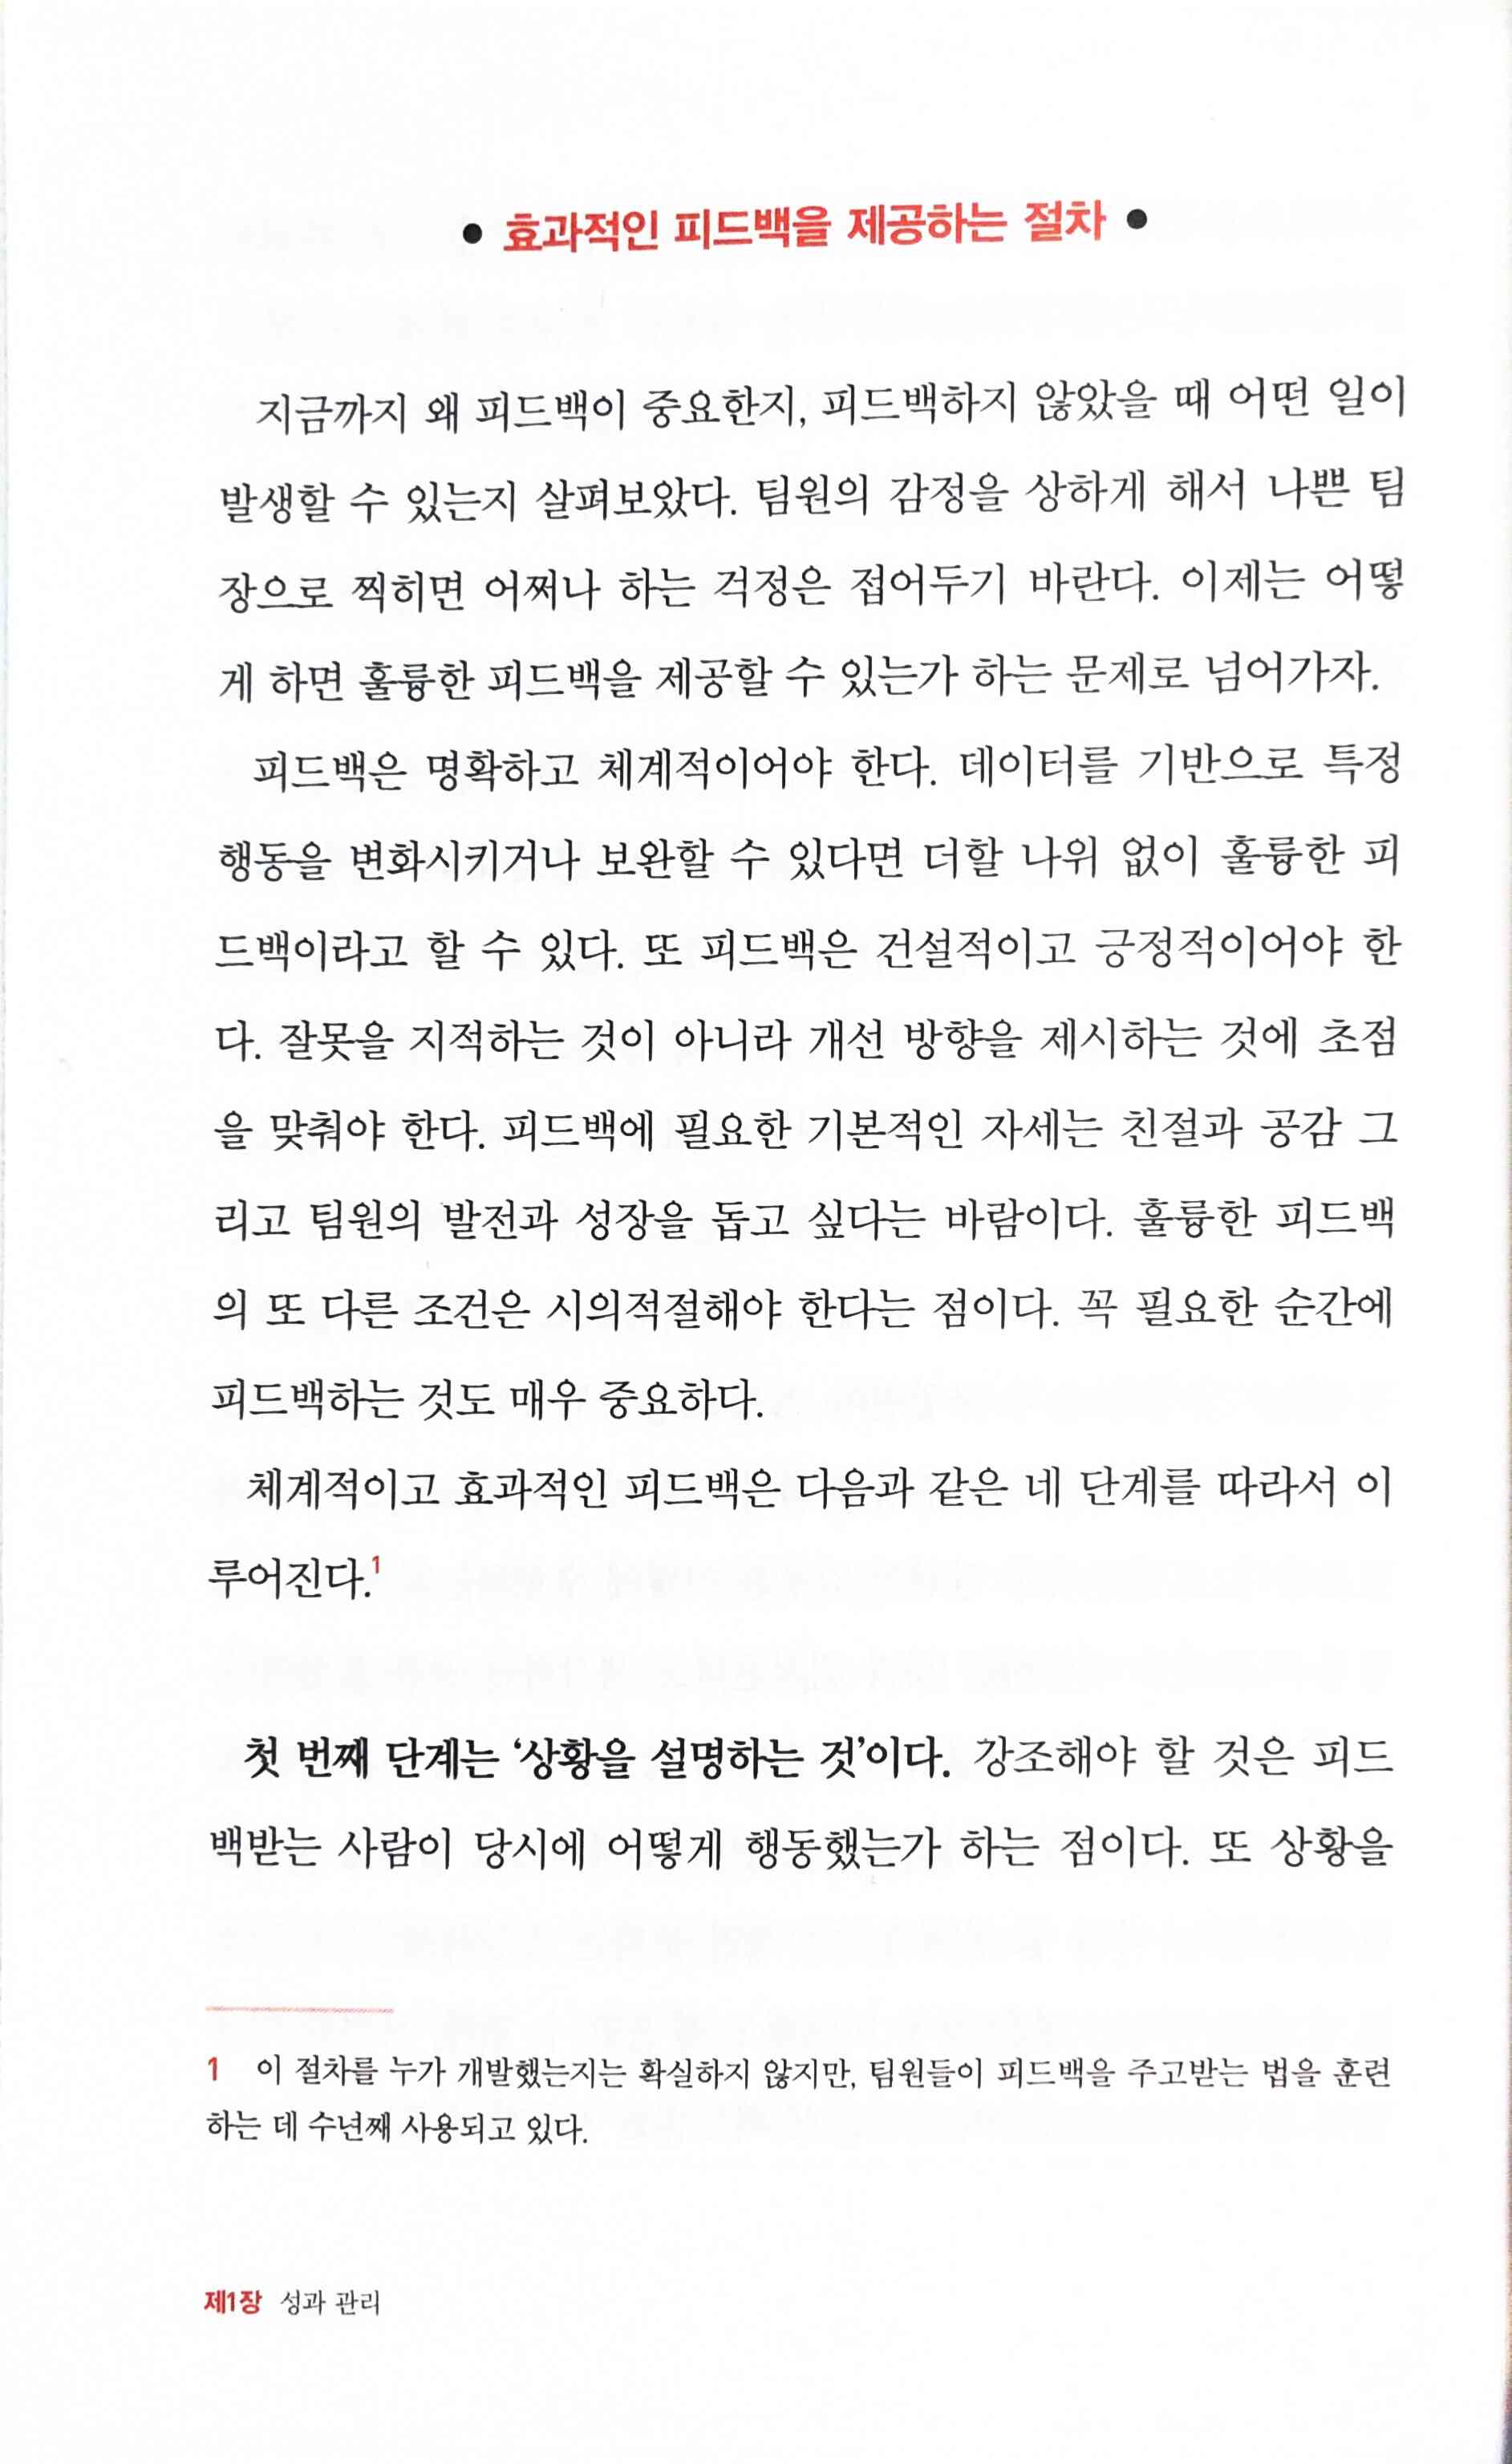 • 효과적인 피드백을 제공하는 절차 •
지금까지 왜 피드백이 중요한지, 피드백하지 않았을 때 어떤 일이
발생할 수 있는지 살펴보았다. 팀원의 감정을 상하게 해서 나쁜 팀
장으로 찍히면 어쩌나 하는 걱정은 접어두기 바란다. 이제는 어떻
게 하면 훌륭한 피드백을 제공할 수 있는가 하는 문제로 넘어가자.
피드백은 명확하고 체계적이어야 한다. 데이터를 기반으로 특정
행동을 변화시키거나 보완할 수 있다면 더할 나위 없이 훌륭한 피
드백이라고 할 수 있다. 또 피드백은 건설적이고 긍정적이어야 한
다. 잘못을 지적하는 것이 아니라 개선 방향을 제시하는 것에 초점
을 맞춰야 한다. 피드백에 필요한 기본적인 자세는 친절과 공감 그
리고 팀원의 발전과 성장을 돕고 싶다는 바람이다. 훌륭한 피드백
의 또 다른 조건은 시의적절해야 한다는 점이다. 꼭 필요한 순간에
피드백하는 것도 매우 중요하다.
체계적이고 효과적인 피드백은 다음과 같은 네 단계를 따라서 이
루어진다.1
첫 번째 단계는 ‘상황을 설명하는 것’이다. 강조해야 할 것은 피드
백받는 사람이 당시에 어떻게 행동했는가 하는 점이다. 또 상황을
1 이 절차를 누가 개발했는지는 확실하지 않지만, 팀원들이 피드백을 주고받는 법을 훈련
하는 데 수년째 사용되고 있다.
제1장 성과 관리